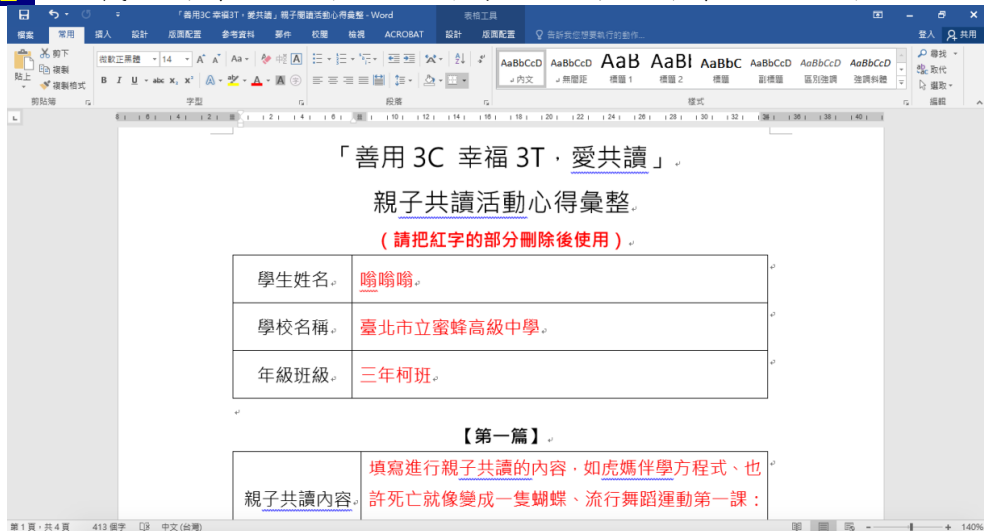 「善用3C 幸福3T，愛共讀」親子閱讀活動心得彙整 - Word
表格工具
檔案 常用 插入 設計 版面配置 參考資料 郵件 校閱 檢視 ACROBAT 設計 版面配置 告訴我您想要執行的動作... 登入 共用
貼上 剪下 複製 複製格式
微軟正黑體 14
B I U abc x₂ x²
AaBbCcD AaBbCcD AaB AaBl AaBbC AaBbCcD AaBbCcD AaBbCcD
內文 無間距 標題 1 標題 2 標題 副標題 區別強調 強調斜體
尋找 取代 選取
剪貼簿 字型 段落 樣式 編輯
「善用 3C 幸福 3T，愛共讀」
親子共讀活動心得彙整
（請把紅字的部分刪除後使用）
學生姓名 嗡嗡嗡
學校名稱 臺北市立蜜蜂高級中學
年級班級 三年柯班
【第一篇】
填寫進行親子共讀的內容，如虎媽伴學方程式、也
親子共讀內容 許死亡就像變成一隻蝴蝶、流行舞蹈運動第一課；
第 1 頁，共 4 頁 413 個字 中文 (台灣) 140%